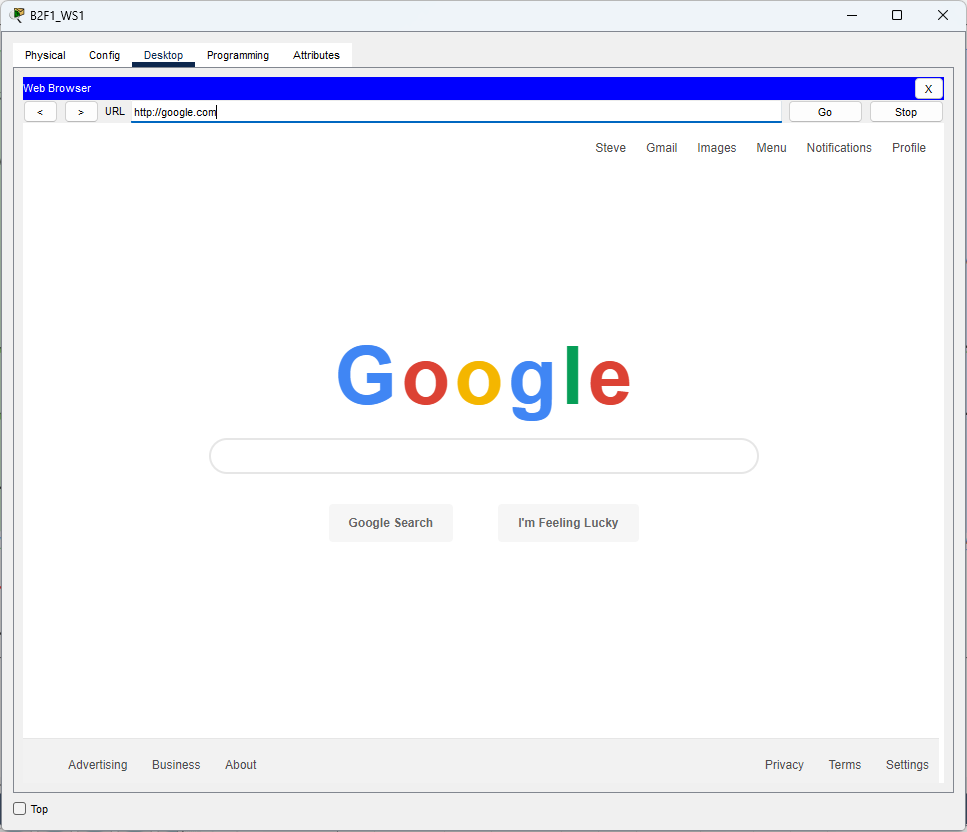 B2F1_WS1
Physical Config Desktop Programming Attributes
Web Browser X
< > URL http://google.com Go Stop
Steve Gmail Images Menu Notifications Profile
Google
Google Search I'm Feeling Lucky
Advertising Business About Privacy Terms Settings
Top